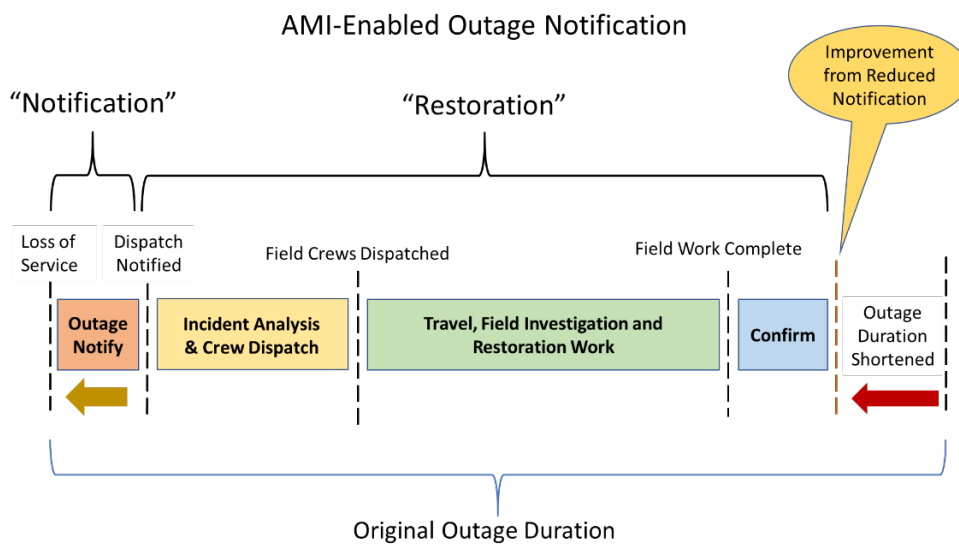 AMI-Enabled Outage Notification
Improvement
from Reduced
Notification
“Notification”
“Restoration”
Loss of
Service
Dispatch
Notified
Field Crews Dispatched
Field Work Complete
Outage
Notify
Incident Analysis
& Crew Dispatch
Travel, Field Investigation and
Restoration Work
Confirm
Outage
Duration
Shortened
Original Outage Duration